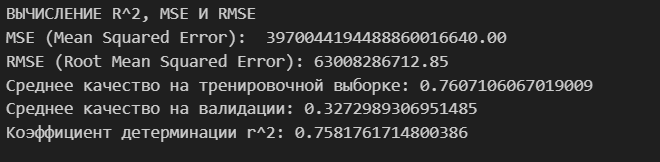 ВЫЧИСЛЕНИЕ R^2, MSE И RMSE
MSE (Mean Squared Error):  3970044194488860016640.00
RMSE (Root Mean Squared Error): 63008286712.85
Среднее качество на тренировочной выборке: 0.7607106067019009
Среднее качество на валидации: 0.3272989306951485
Коэффициент детерминации r^2: 0.7581761714800386